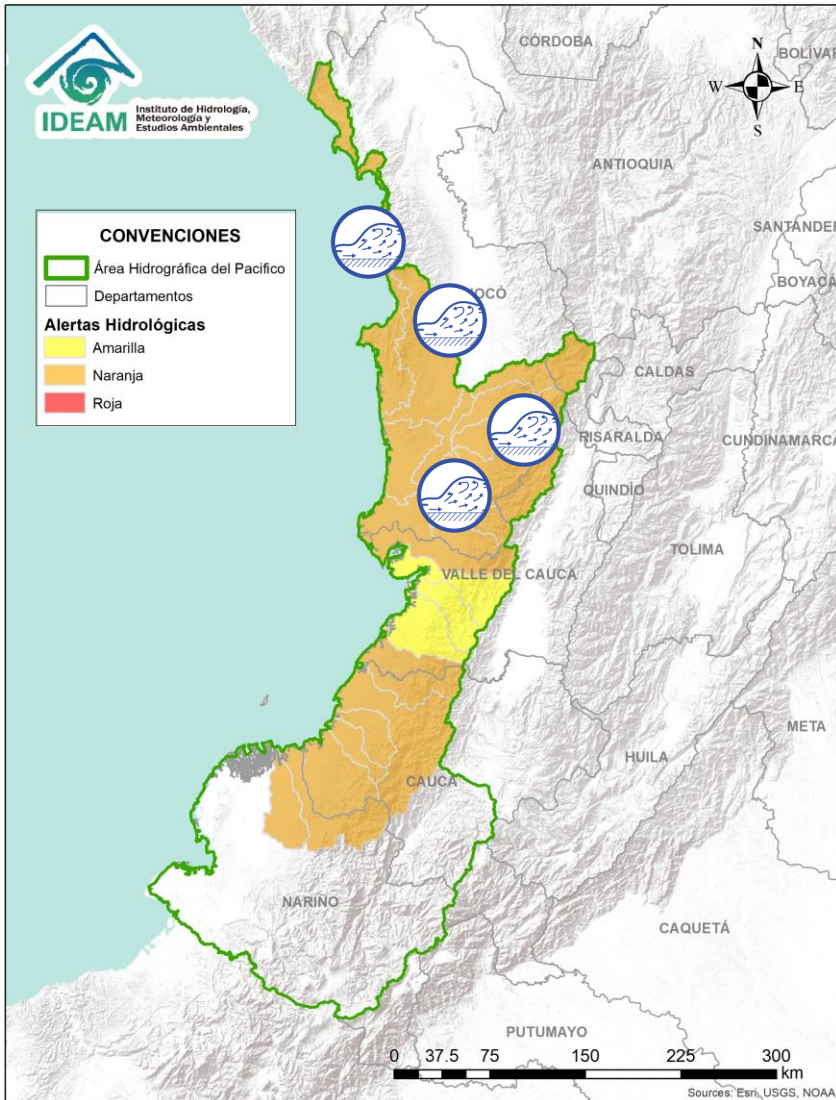 CÓRDOBA
BOLÍVAR
N
W E
S
IDEAM
Instituto de Hidrología,
Meteorología y
Estudios Ambientales
ANTIOQUIA
SANTANDER
BOYACÁ
CONVENCIONES
Área Hidrográfica del Pacifico
Departamentos
Alertas Hidrológicas
Amarilla
Naranja
Roja
OCÓ
CALDAS
RISARALDA
CUNDINAMARCA
QUINDÍO
TOLIMA
VALLE DEL CAUCA
META
HUILA
CAUCA
NARIÑO
CAQUETÁ
PUTUMAYO
0 37.5 75 150 225 300
km
Sources: Esri, USGS, NOAA